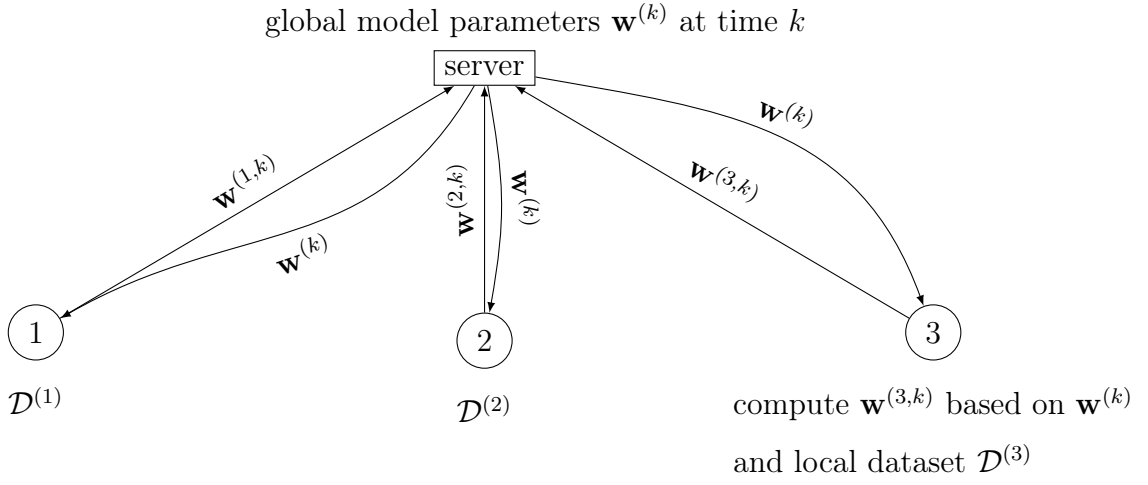 global model parameters w^(k) at time k
server
w^(k)
w^(1,k)
w^(2,k)
w^(k)
w^(3,k)
w^(k)
1
2
3
𝒟^(1)
𝒟^(2)
compute w^(3,k) based on w^(k)
and local dataset 𝒟^(3)